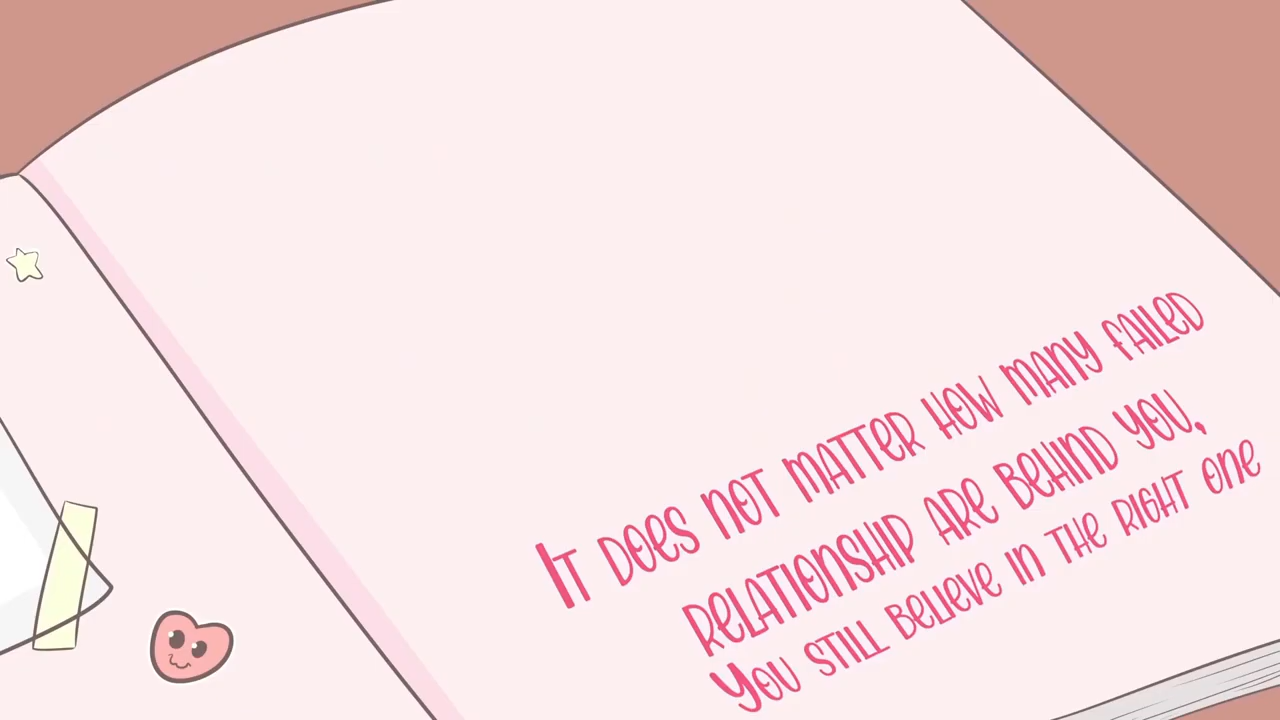 It does not matter how many failed
relationship are behind you,
You still believe in the right one